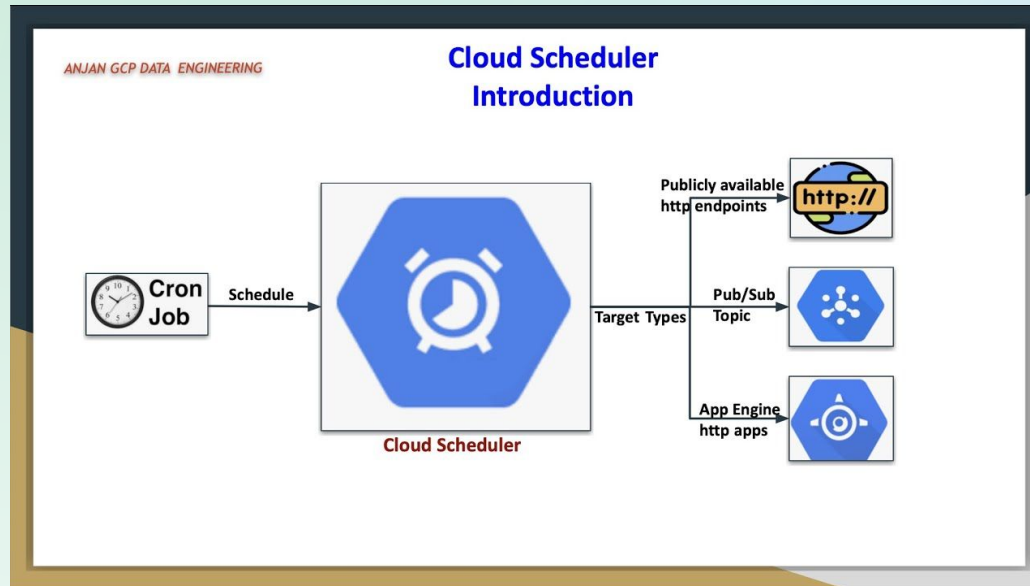 ANJAN GCP DATA ENGINEERING
Cloud Scheduler
Introduction
Cron
Job
Schedule
Cloud Scheduler
Target Types
Publicly available
http endpoints
http://
Pub/Sub
Topic
App Engine
http apps